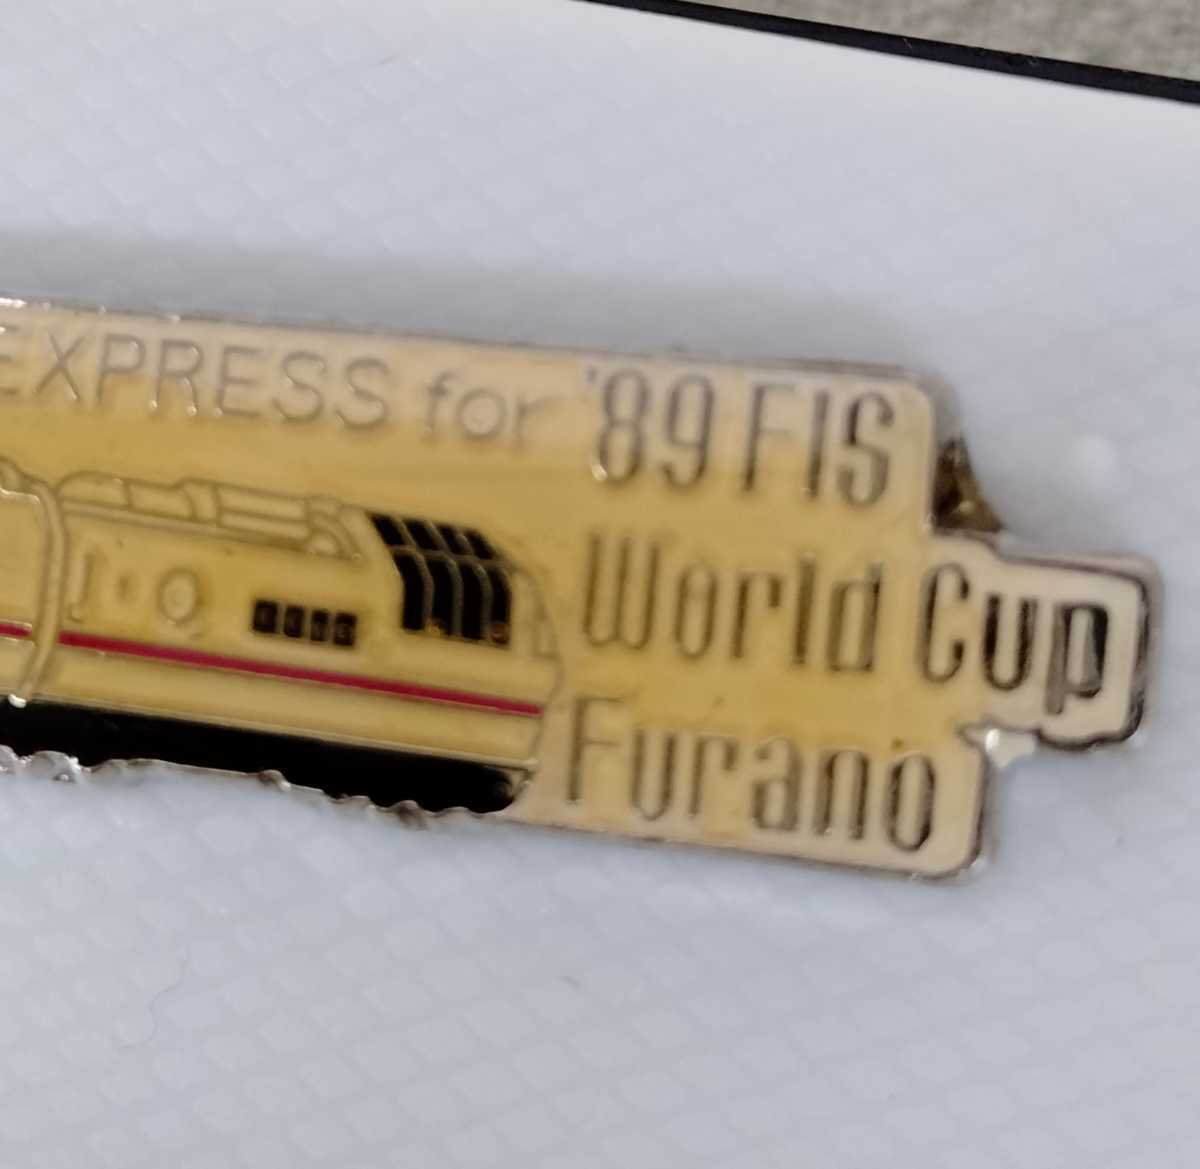 EXPRESS for '89 FIS
World Cup
Furano